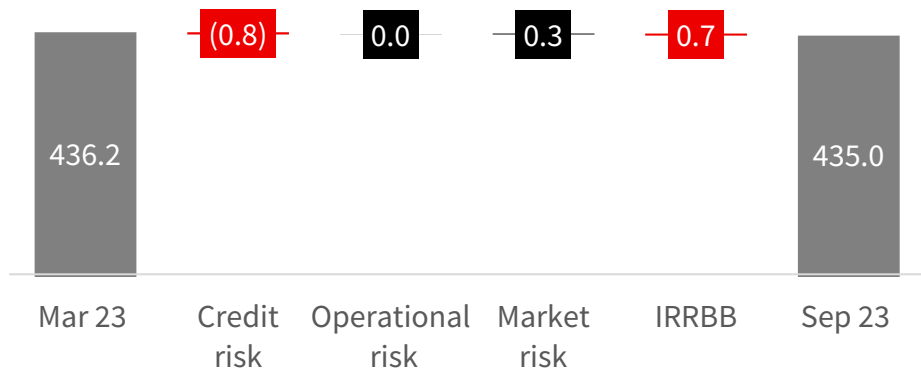 (0.8)
0.0
0.3
0.7
436.2
435.0
Mar 23
Credit risk
Operational risk
Market risk
IRRBB
Sep 23